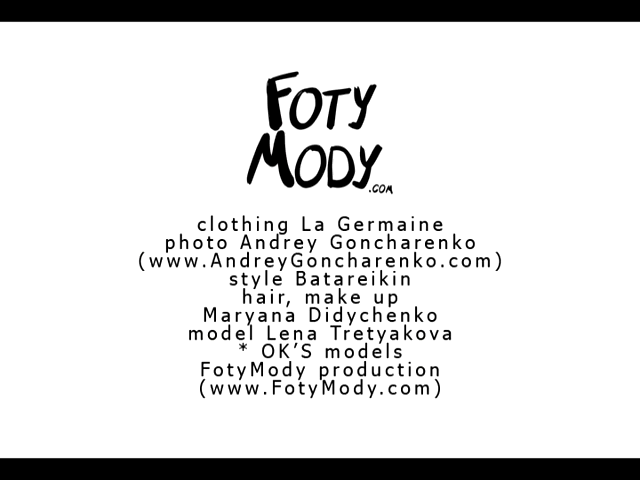 FOTY
MODY
.COM
clothing La Germaine
photo Andrey Goncharenko
(www.AndreyGoncharenko.com)
style Batareikin
hair, make up
Maryana Didychenko
model Lena Tretyakova
* OK'S models
FotyMody production
(www.FotyMody.com)